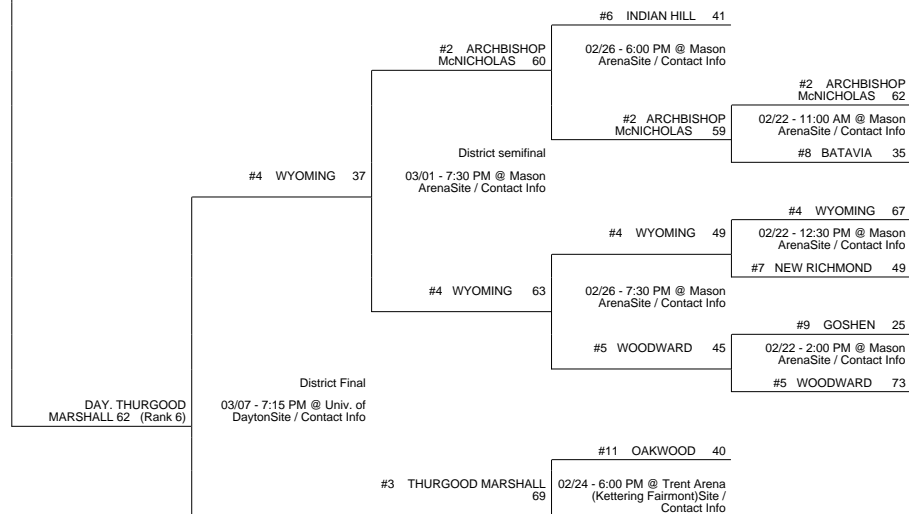 #6 INDIAN HILL 41
#2 ARCHBISHOP
McNICHOLAS 60
02/26 - 6:00 PM @ Mason
ArenaSite / Contact Info
#2 ARCHBISHOP
McNICHOLAS 62
#2 ARCHBISHOP
McNICHOLAS 59
02/22 - 11:00 AM @ Mason
ArenaSite / Contact Info
#8 BATAVIA 35
District semifinal
03/01 - 7:30 PM @ Mason
ArenaSite / Contact Info
#4 WYOMING 37
#4 WYOMING 67
#4 WYOMING 49
02/22 - 12:30 PM @ Mason
ArenaSite / Contact Info
#7 NEW RICHMOND 49
#4 WYOMING 63
02/26 - 7:30 PM @ Mason
ArenaSite / Contact Info
#9 GOSHEN 25
#5 WOODWARD 45
02/22 - 2:00 PM @ Mason
ArenaSite / Contact Info
#5 WOODWARD 73
District Final
03/07 - 7:15 PM @ Univ. of
DaytonSite / Contact Info
DAY. THURGOOD
MARSHALL 62 (Rank 6)
#11 OAKWOOD 40
#3 THURGOOD MARSHALL
69
02/24 - 6:00 PM @ Trent Arena
(Kettering Fairmont)Site /
Contact Info